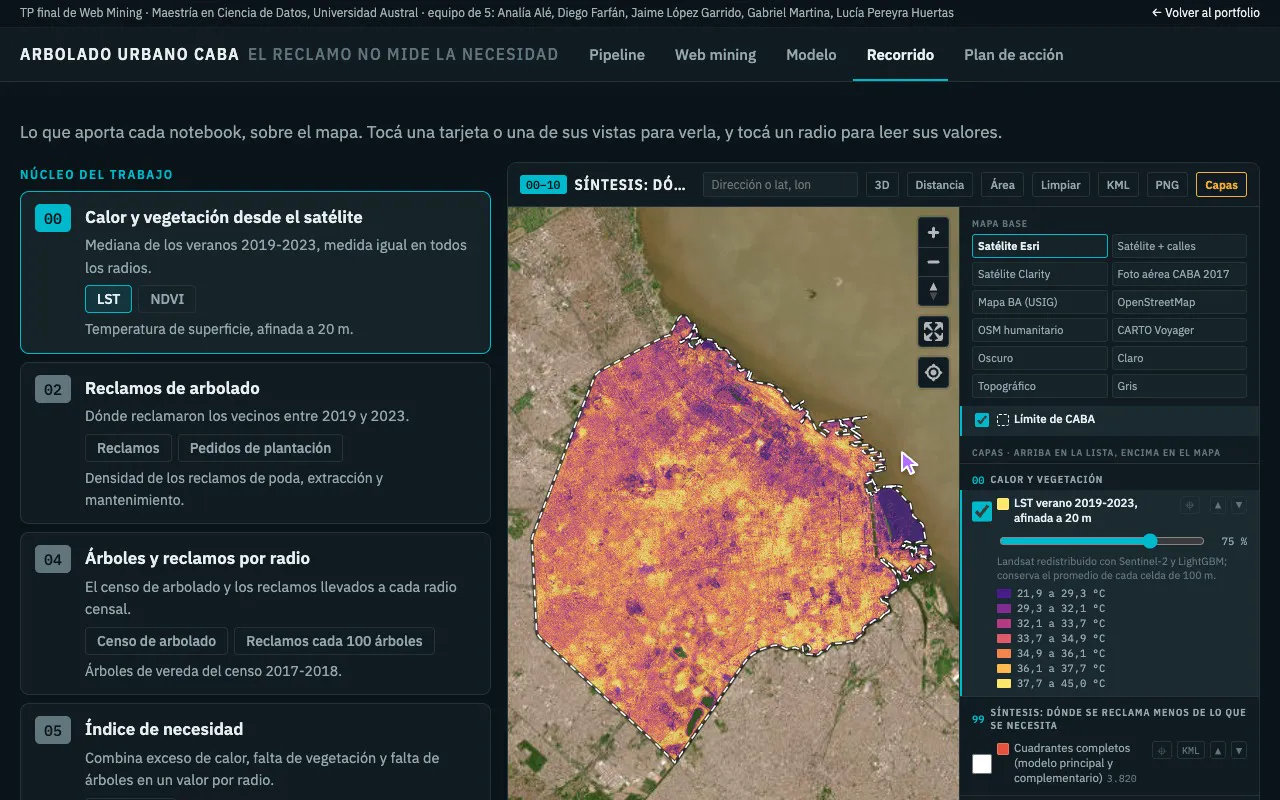 TP final de Web Mining · Maestría en Ciencia de Datos, Universidad Austral · equipo de 5: Analía Alé, Diego Farfán, Jaime López Garrido, Gabriel Martina, Lucía Pereyra Huertas
← Volver al portfolio
ARBOLADO URBANO CABA EL RECLAMO NO MIDE LA NECESIDAD
Pipeline
Web mining
Modelo
Recorrido
Plan de acción
Lo que aporta cada notebook, sobre el mapa. Tocá una tarjeta o una de sus vistas para verla, y tocá un radio para leer sus valores.
NÚCLEO DEL TRABAJO
00 Calor y vegetación desde el satélite
Mediana de los veranos 2019-2023, medida igual en todos
los radios.
LST NDVI
Temperatura de superficie, afinada a 20 m.
02 Reclamos de arbolado
Dónde reclamaron los vecinos entre 2019 y 2023.
Reclamos Pedidos de plantación
Densidad de los reclamos de poda, extracción y
mantenimiento.
04 Árboles y reclamos por radio
El censo de arbolado y los reclamos llevados a cada radio
censal.
Censo de arbolado Reclamos cada 100 árboles
Árboles de vereda del censo 2017-2018.
05 Índice de necesidad
Combina exceso de calor, falta de vegetación y falta de
árboles en un valor por radio.
00–10 SÍNTESIS: DÓ...
Dirección o lat, lon
3D
Distancia
Área
Limpiar
KML
PNG
Capas
MAPA BASE
Satélite Esri
Satélite + calles
Satélite Clarity
Foto aérea CABA 2017
Mapa BA (USIG)
OpenStreetMap
OSM humanitario
CARTO Voyager
Oscuro
Claro
Topográfico
Gris
Límite de CABA
CAPAS · ARRIBA EN LA LISTA, ENCIMA EN EL MAPA
00 CALOR Y VEGETACIÓN
LST verano 2019-2023,
afinada a 20 m
75 %
Landsat redistribuido con Sentinel-2 y LightGBM;
conserva el promedio de cada celda de 100 m.
21,9 a 29,3 °C
29,3 a 32,1 °C
32,1 a 33,7 °C
33,7 a 34,9 °C
34,9 a 36,1 °C
36,1 a 37,7 °C
37,7 a 45,0 °C
99 SÍNTESIS: DÓNDE SE RECLAMA MENOS DE LO QUE
SE NECESITA
Cuadrantes completos
(modelo principal y
complementario) 3.820
KML